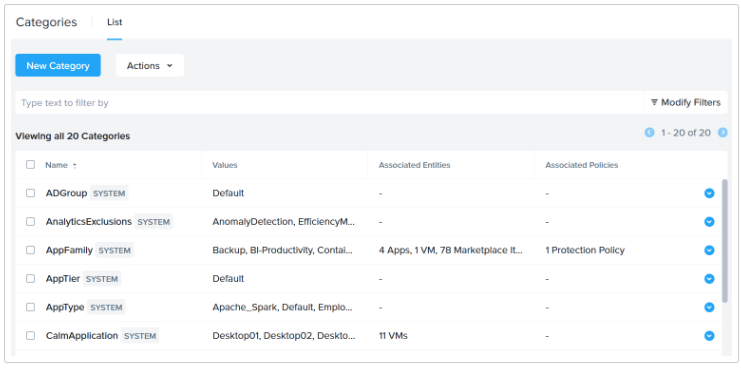 Categories List
New Category Actions
Type text to filter by Modify Filters
Viewing all 20 Categories 1 - 20 of 20
Name Values Associated Entities Associated Policies
ADGroup SYSTEM Default - -
AnalyticsExclusions SYSTEM AnomalyDetection, EfficiencyM... - -
AppFamily SYSTEM Backup, BI-Productivity, Contai... 4 Apps, 1 VM, 78 Marketplace It... 1 Protection Policy
AppTier SYSTEM Default - -
AppType SYSTEM Apache_Spark, Default, Emplo... - -
CalmApplication SYSTEM Desktop01, Desktop02, Deskto... 11 VMs -